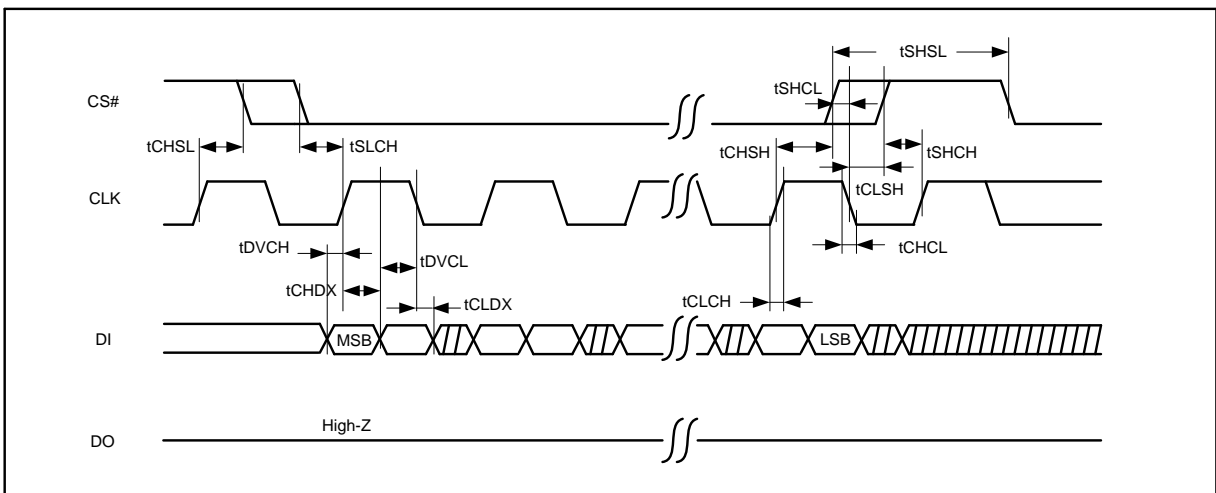 tSHSL
CS#
tSHCL
tCHSL
tSLCH
tCHSH
tSHCH
tCLSH
CLK
tDVCH
tDVCL
tCHCL
tCHDX
tCLDX
tCLCH
DI
MSB
LSB
High-Z
DO